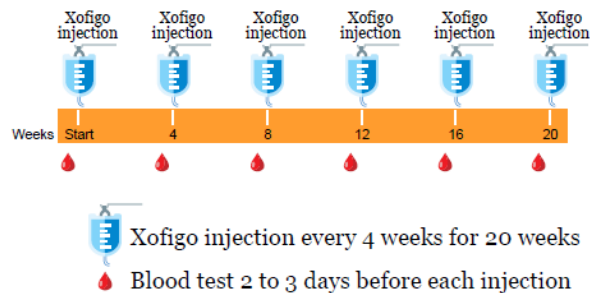 Xofigo injection Xofigo injection Xofigo injection Xofigo injection Xofigo injection Xofigo injection
Weeks Start 4 8 12 16 20
Xofigo injection every 4 weeks for 20 weeks
Blood test 2 to 3 days before each injection